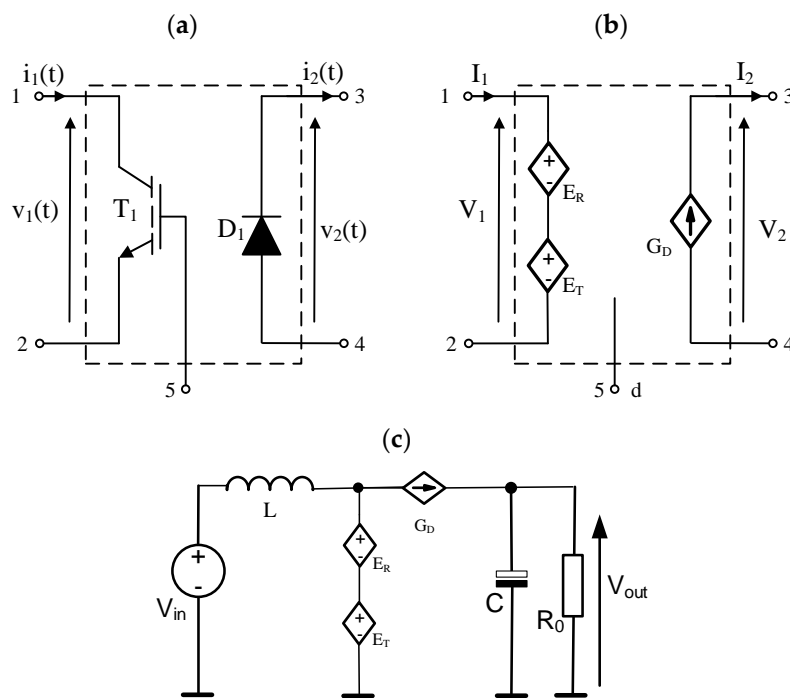 (a)
(b)
i1(t)
i2(t)
I1
I2
1
3
1
3
v1(t)
T1
D1
v2(t)
V1
ER
ET
GD
V2
2
4
2
4
5
5
d
(c)
L
GD
ER
ET
Vin
C
R0
Vout
+
-
+
-
+
-
+
-
+
-